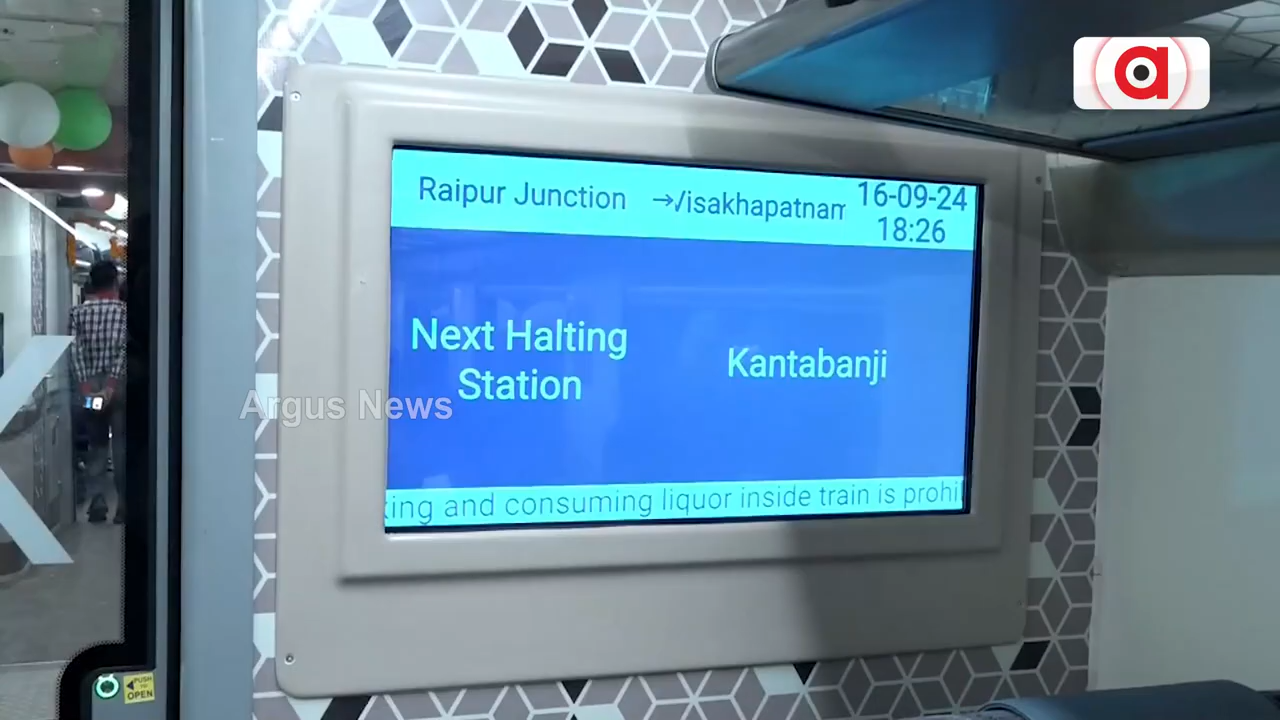 Raipur Junction →Visakhapatnam 16-09-24
18:26
Next Halting
Station
Kantabanji
king and consuming liquor inside train is prohi
Argus News
a
PUSH
TO
OPEN